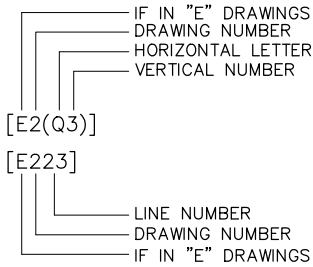 IF IN "E" DRAWINGS
DRAWING NUMBER
HORIZONTAL LETTER
VERTICAL NUMBER
[E2(Q3)]
[E223]
LINE NUMBER
DRAWING NUMBER
IF IN "E" DRAWINGS